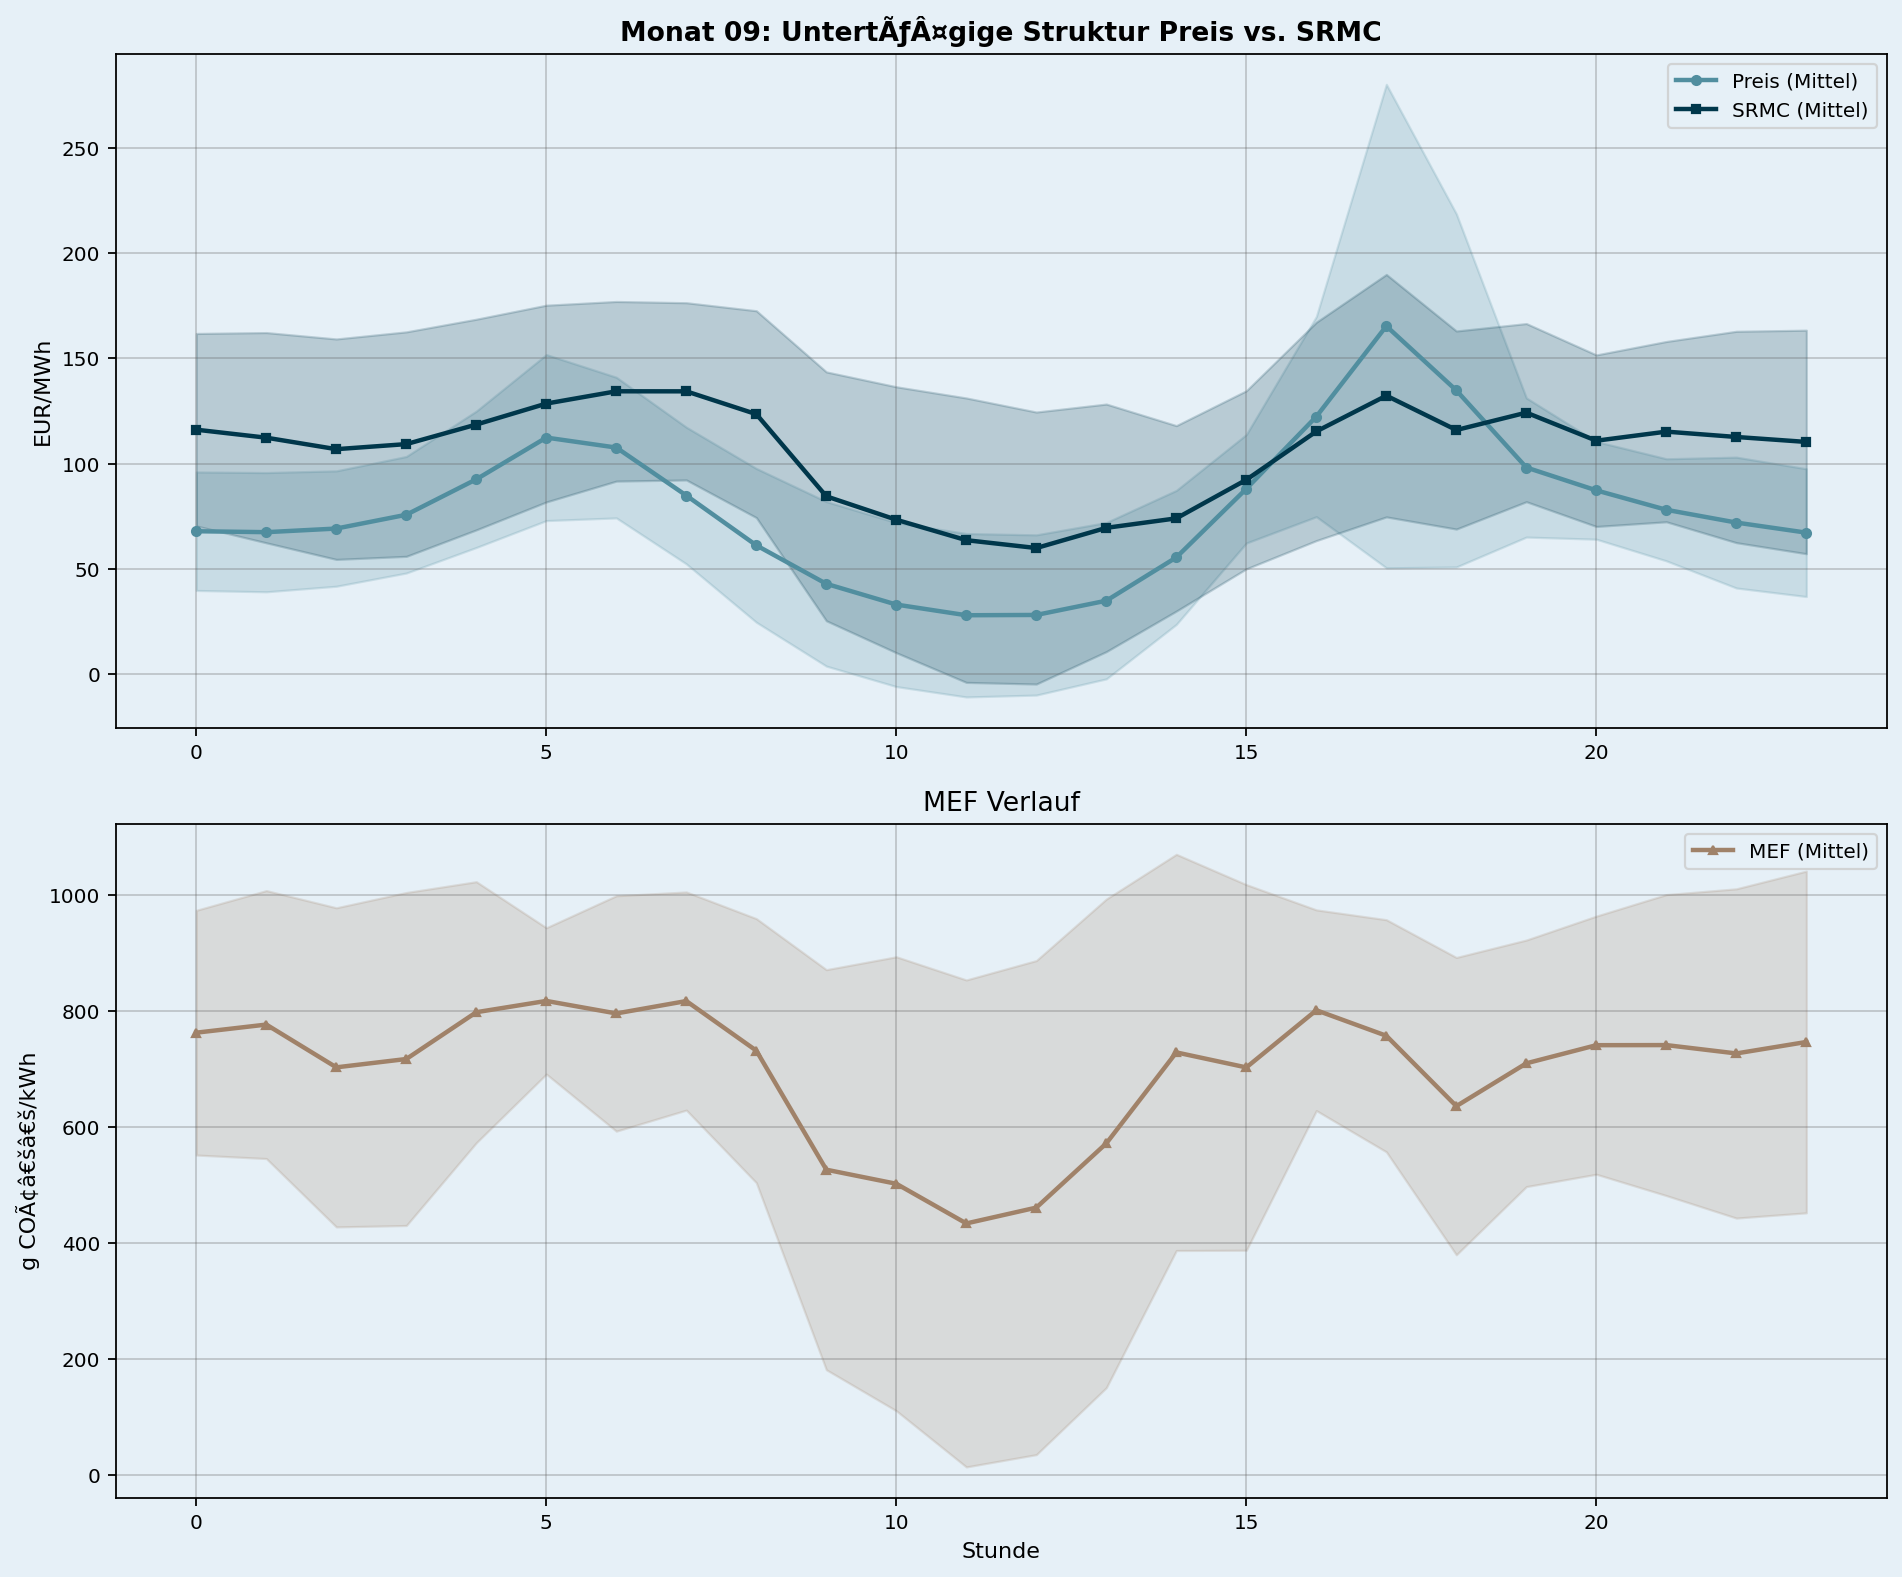 Monat 09: UntertÃƒÂ¤gige Struktur Preis vs. SRMC
Preis (Mittel)
SRMC (Mittel)
EUR/MWh
250
200
150
100
50
0
0 5 10 15 20
MEF Verlauf
MEF (Mittel)
g COÃ¢â€šâ€š/kWh
1000
800
600
400
200
0
0 5 10 15 20
Stunde